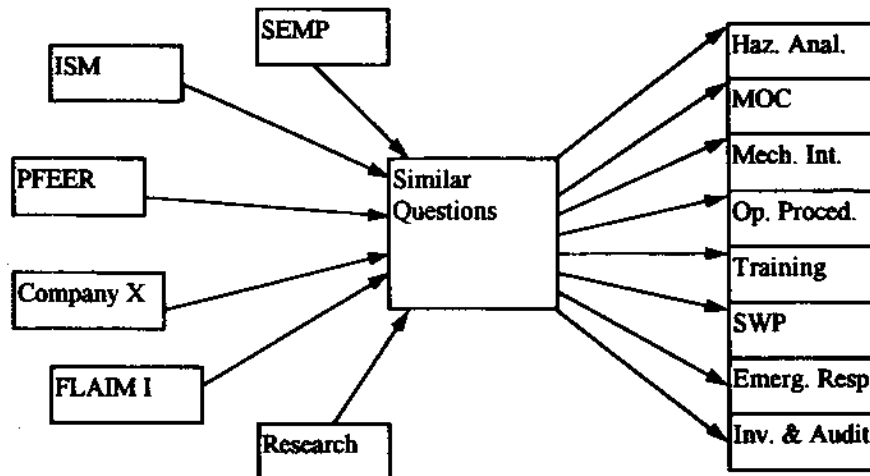 SEMP
ISM
PFEER
Company X
FLAIM I
Research
Similar
Questions
Haz. Anal.
MOC
Mech. Int.
Op. Proced.
Training
SWP
Emerg. Resp
Inv. & Audit